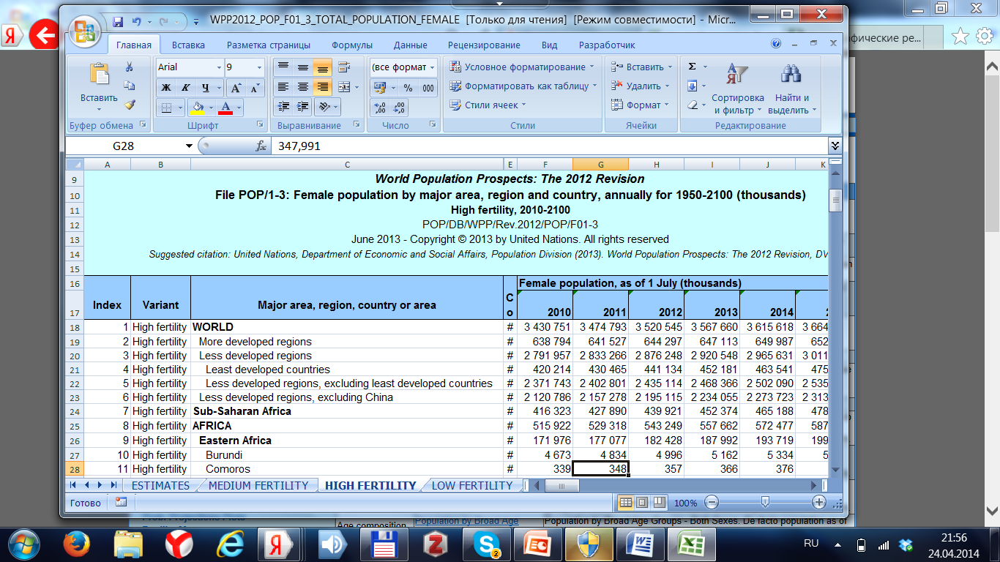 WPP2012_POP_F01_3_TOTAL_POPULATION_FEMALE [Только для чтения] [Режим совместимости] - Micr...
Я
фические ре...
Главная Вставка Разметка страницы Формулы Данные Рецензирование Вид Разработчик
Arial 9 (все формат Условное форматирование Вставить Σ
Вставить Ж К Ч A A % 000 Форматировать как таблицу Удалить Сортировка и фильтр Найти и выделить
,00 ,0 Стили ячеек Формат
Буфер обмена Шрифт Выравнивание Число Стили Ячейки Редактирование
G28 fx 347,991
A B C E F G H I J K
9 World Population Prospects: The 2012 Revision
10 File POP/1-3: Female population by major area, region and country, annually for 1950-2100 (thousands)
11 High fertility, 2010-2100
12 POP/DB/WPP/Rev.2012/POP/F01-3
13 June 2013 - Copyright © 2013 by United Nations. All rights reserved
14 Suggested citation: United Nations, Department of Economic and Social Affairs, Population Division (2013). World Population Prospects: The 2012 Revision, DV
15
16 Female population, as of 1 July (thousands)
17 Index Variant Major area, region, country or area Co 2010 2011 2012 2013 2014
18 1 High fertility WORLD # 3 430 751 3 474 793 3 520 545 3 567 660 3 615 618 3 664
19 2 High fertility More developed regions # 638 794 641 527 644 297 647 113 649 987 652
20 3 High fertility Less developed regions # 2 791 957 2 833 266 2 876 248 2 920 548 2 965 631 3 011
21 4 High fertility Least developed countries # 420 214 430 465 441 134 452 181 463 541 475
22 5 High fertility Less developed regions, excluding least developed countries # 2 371 743 2 402 801 2 435 114 2 468 366 2 502 090 2 535
23 6 High fertility Less developed regions, excluding China # 2 120 786 2 157 278 2 195 115 2 234 055 2 273 723 2 313
24 7 High fertility Sub-Saharan Africa # 416 323 427 890 439 921 452 374 465 188 478
25 8 High fertility AFRICA # 515 922 529 318 543 249 557 662 572 477 587
26 9 High fertility Eastern Africa # 171 976 177 077 182 428 187 992 193 719 199
27 10 High fertility Burundi # 4 673 4 834 4 996 5 162 5 334 5
28 11 High fertility Comoros # 339 348 357 366 376
ESTIMATES MEDIUM FERTILITY HIGH FERTILITY LOW FERTILITY
Готово 100%
Age composition Population by Broad Age Population by Broad Age Groups - Both Sexes. De facto population as of
RU 21:56
24.04.2014